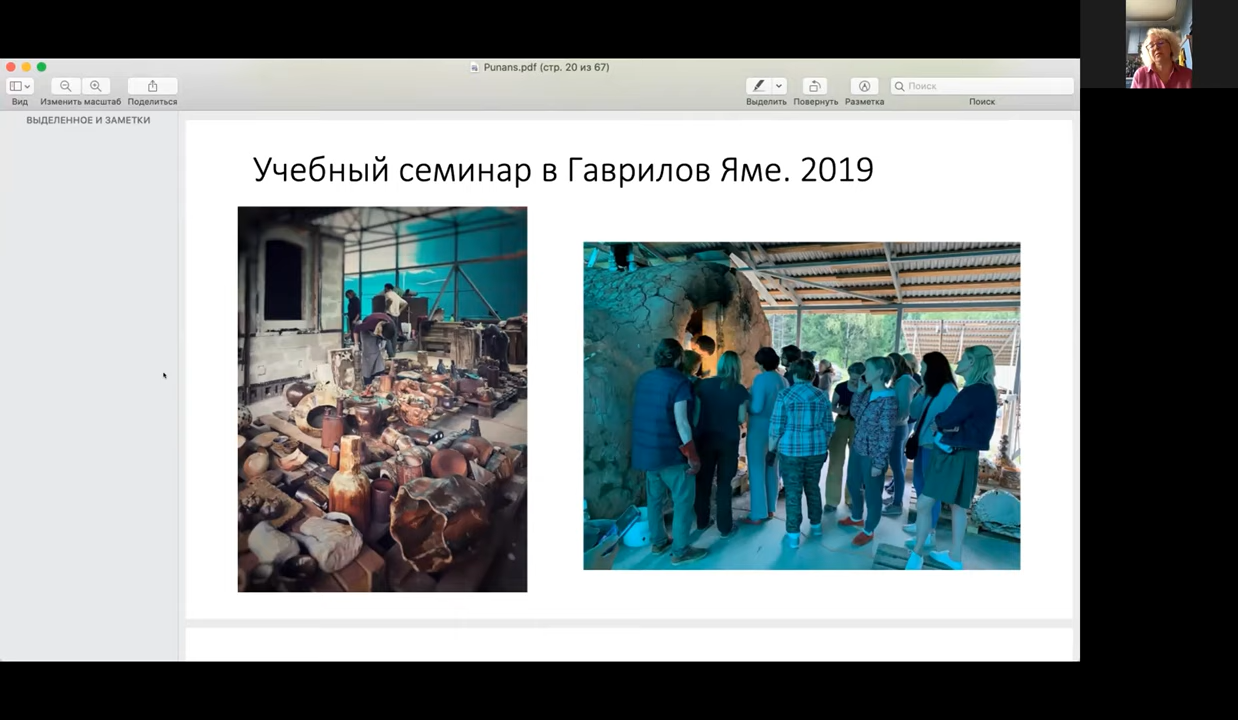 Punans.pdf (стр. 20 из 67)
Вид
Изменить масштаб
Поделиться
Выделить
Повернуть
Разметка
Поиск
Поиск
ВЫДЕЛЕННОЕ И ЗАМЕТКИ
Учебный семинар в Гаврилов Яме. 2019